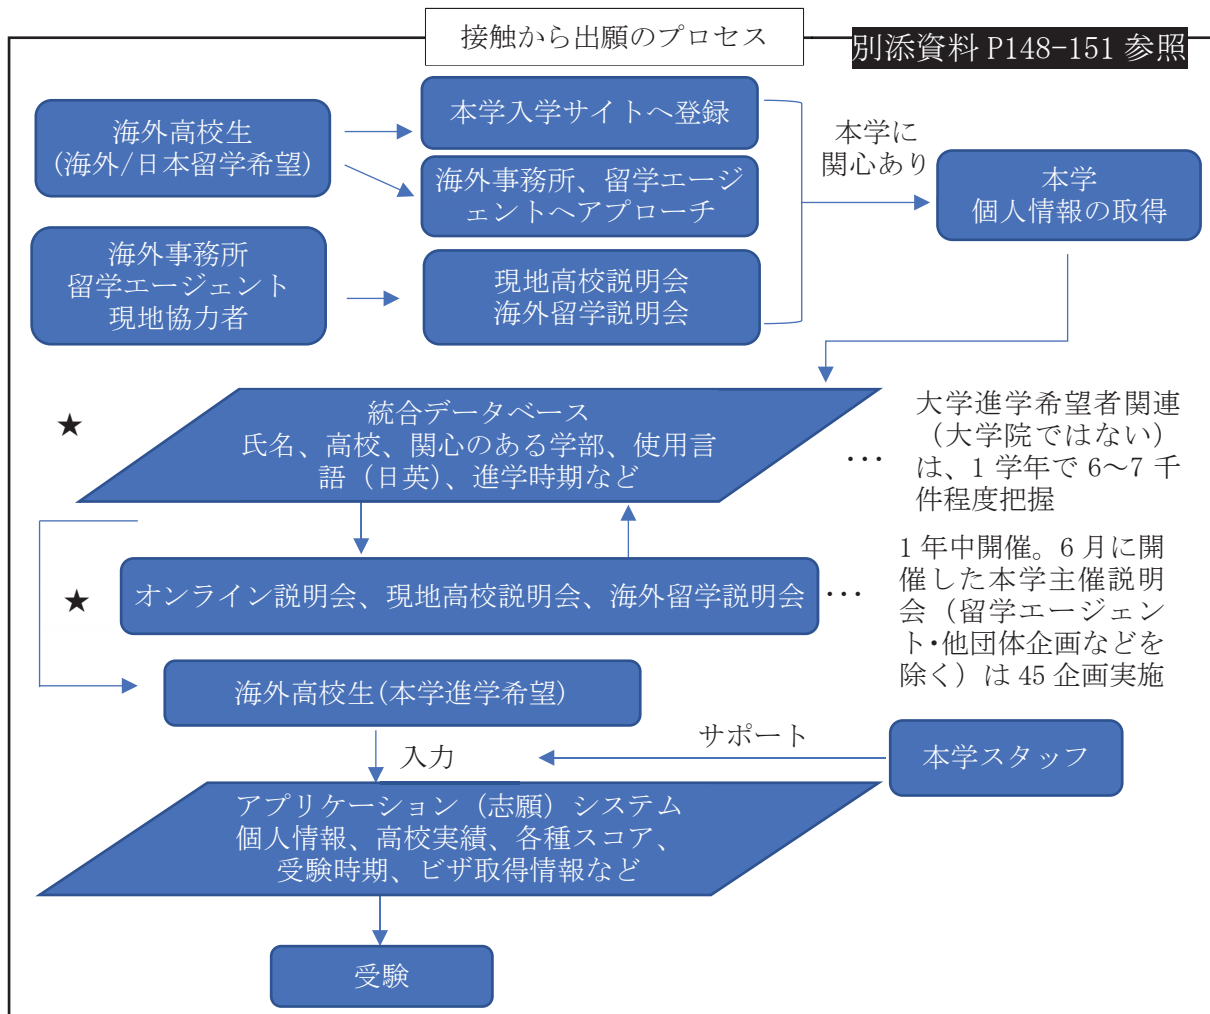 接触から出願のプロセス
別添資料 P148-151 参照
海外高校生
(海外/日本留学希望)
本学入学サイトへ登録
海外事務所、留学エージ
ェントへアプローチ
本学に
関心あり
本学
個人情報の取得
海外事務所
留学エージェント
現地協力者
現地高校説明会
海外留学説明会
★
統合データベース
氏名、高校、関心のある学部、使用言
語（日英）、進学時期など
…
大学進学希望者関連
（大学院ではない）
は、1 学年で 6～7 千
件程度把握
★
オンライン説明会、現地高校説明会、海外留学説明会
…
1 年中開催。6 月に開
催した本学主催説明
会（留学エージェン
ト・他団体企画などを
除く）は 45 企画実施
海外高校生(本学進学希望)
入力
サポート
本学スタッフ
アプリケーション（志願）システム
個人情報、高校実績、各種スコア、
受験時期、ビザ取得情報など
受験